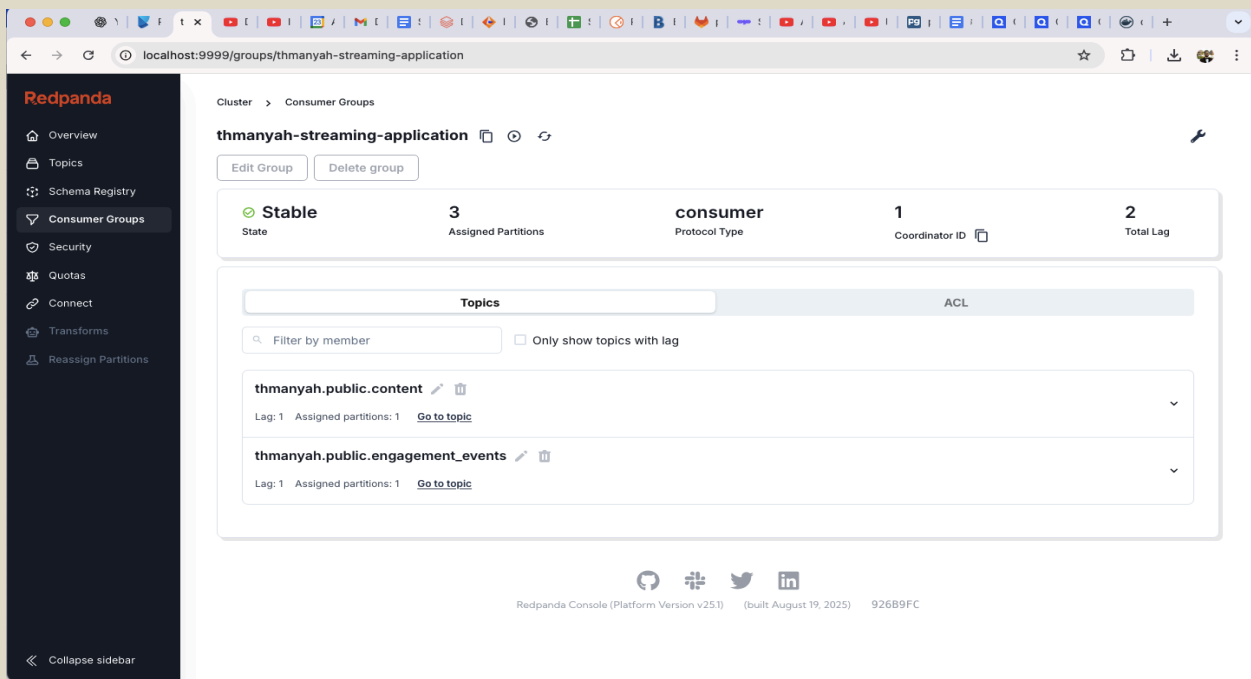 localhost:9999/groups/thmanyah-streaming-application
Redpanda
Overview
Topics
Schema Registry
Consumer Groups
Security
Quotas
Connect
Transforms
Reassign Partitions
Collapse sidebar
Cluster > Consumer Groups
thmanyah-streaming-application
Edit Group Delete group
Stable 3 consumer 1 2
State Assigned Partitions Protocol Type Coordinator ID Total Lag
Topics ACL
Filter by member Only show topics with lag
thmanyah.public.content
Lag: 1 Assigned partitions: 1 Go to topic
thmanyah.public.engagement_events
Lag: 1 Assigned partitions: 1 Go to topic
Redpanda Console (Platform Version v25.1) (built August 19, 2025) 926B9FC